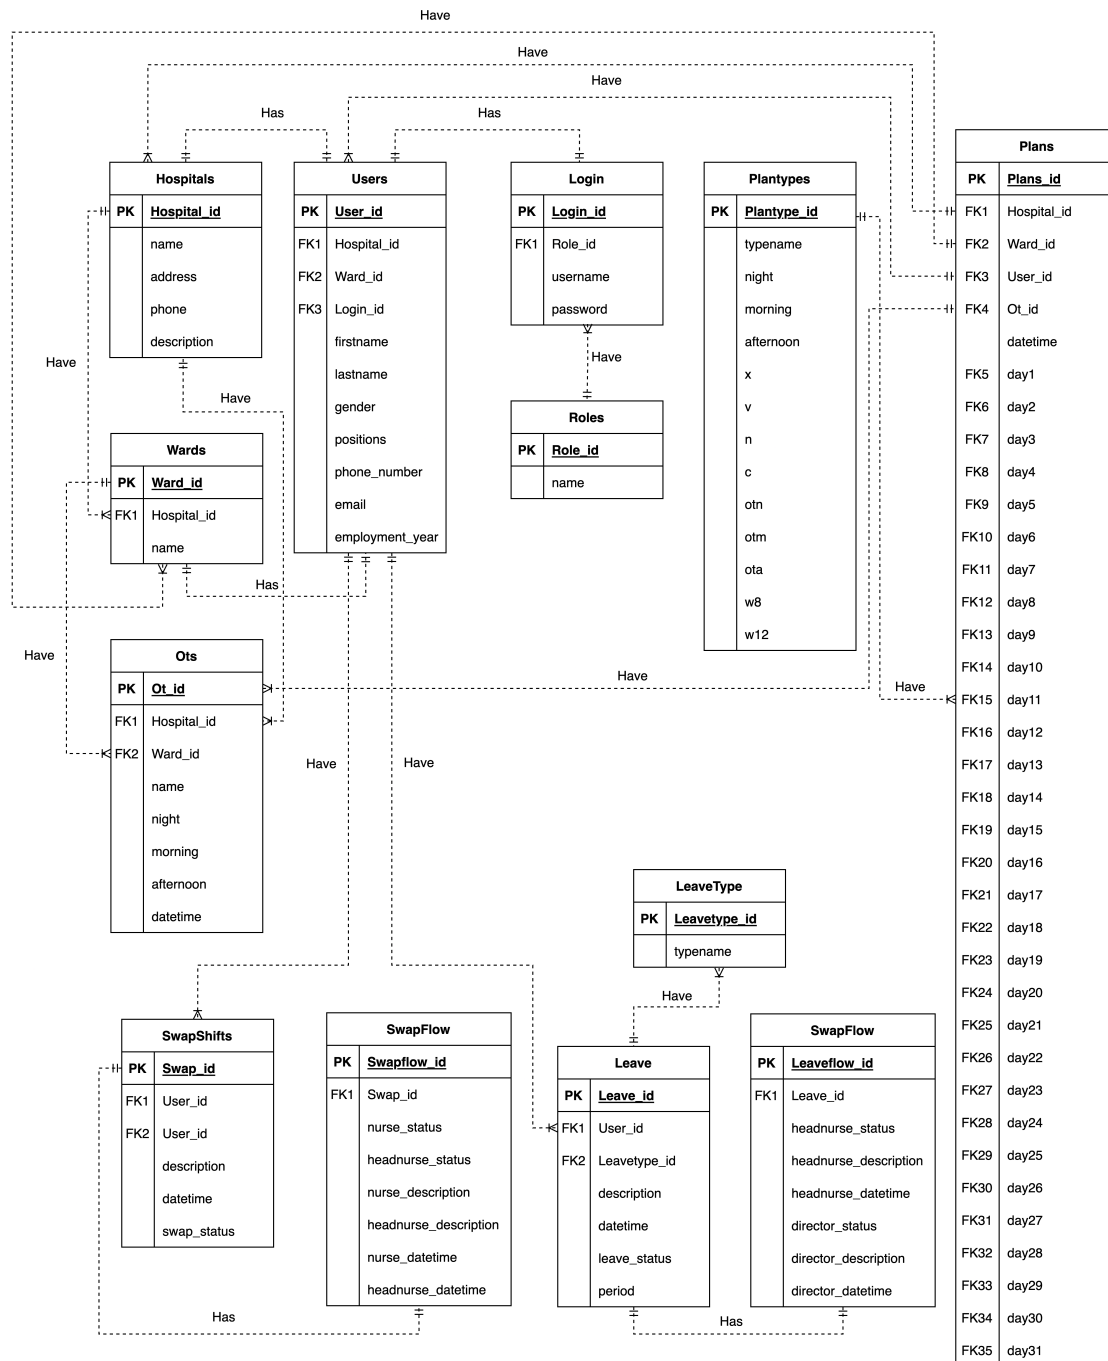 Have
Have
Have
Has
Has
Hospitals
PK Hospital_id
name
address
phone
description
Users
PK User_id
FK1 Hospital_id
FK2 Ward_id
FK3 Login_id
firstname
lastname
gender
positions
phone_number
email
employment_year
Login
PK Login_id
FK1 Role_id
username
password
Have
Roles
PK Role_id
name
Plantypes
PK Plantype_id
typename
night
morning
afternoon
x
v
n
c
otn
otm
ota
w8
w12
Plans
PK Plans_id
FK1 Hospital_id
FK2 Ward_id
FK3 User_id
FK4 Ot_id
datetime
FK5 day1
FK6 day2
FK7 day3
FK8 day4
FK9 day5
FK10 day6
FK11 day7
FK12 day8
FK13 day9
FK14 day10
FK15 day11
FK16 day12
FK17 day13
FK18 day14
FK19 day15
FK20 day16
FK21 day17
FK22 day18
FK23 day19
FK24 day20
FK25 day21
FK26 day22
FK27 day23
FK28 day24
FK29 day25
FK30 day26
FK31 day27
FK32 day28
FK33 day29
FK34 day30
FK35 day31
Have
Have
Wards
PK Ward_id
FK1 Hospital_id
name
Has
Have
Ots
PK Ot_id
FK1 Hospital_id
FK2 Ward_id
name
night
morning
afternoon
datetime
Have
Have
Have
Have
LeaveType
PK Leavetype_id
typename
Have
SwapShifts
PK Swap_id
FK1 User_id
FK2 User_id
description
datetime
swap_status
SwapFlow
PK Swapflow_id
FK1 Swap_id
nurse_status
headnurse_status
nurse_description
headnurse_description
nurse_datetime
headnurse_datetime
Leave
PK Leave_id
FK1 User_id
FK2 Leavetype_id
description
datetime
leave_status
period
SwapFlow
PK Leaveflow_id
FK1 Leave_id
headnurse_status
headnurse_description
headnurse_datetime
director_status
director_description
director_datetime
Has
Has